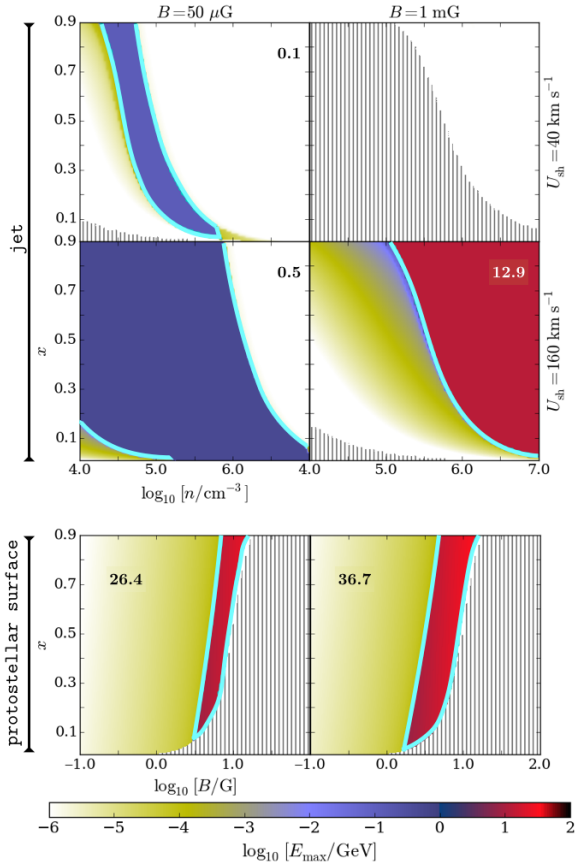 B = 50 μG
B = 1 mG
0.9
0.7
0.5
0.3
0.1
0.1
U_sh = 40 km s⁻¹
jet
0.9
0.7
0.5
0.3
0.1
x
0.5
12.9
U_sh = 160 km s⁻¹
4.0 5.0 6.0 4.0 5.0 6.0 7.0
log₁₀ [n/cm⁻³]
protostellar surface
0.9
0.7
0.5
0.3
0.1
x
26.4
36.7
−1.0 0.0 1.0 −1.0 0.0 1.0 2.0
log₁₀ [B/G]
−6 −5 −4 −3 −2 −1 0 1 2
log₁₀ [E_max/GeV]